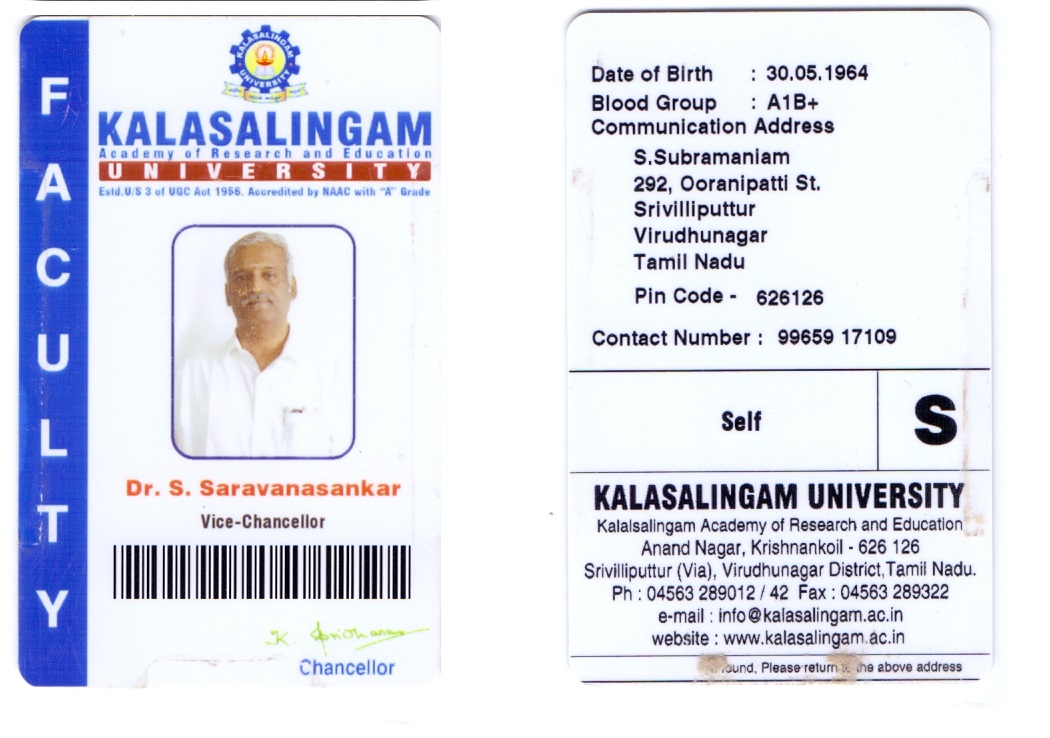 FACULTY
KALASALINGAM
UNIVERSITY
KALASALINGAM
Academy of Research and Education
UNIVERSITY
Estd.U/S 3 of UGC Act 1956. Accredited by NAAC with "A" Grade
Dr. S. Saravanasankar
Vice-Chancellor
K.
Chancellor
Date of Birth : 30.05.1964
Blood Group : A1B+
Communication Address
S.Subramaniam
292, Ooranipatti St.
Srivilliputtur
Virudhunagar
Tamil Nadu
Pin Code - 626126
Contact Number : 99659 17109
Self
S
KALASALINGAM UNIVERSITY
Kalalsalingam Academy of Research and Education
Anand Nagar, Krishnankoil - 626 126
Srivilliputtur (Via), Virudhunagar District,Tamil Nadu.
Ph : 04563 289012 / 42 Fax : 04563 289322
e-mail : info@kalasalingam.ac.in
website : www.kalasalingam.ac.in
Please return the above address